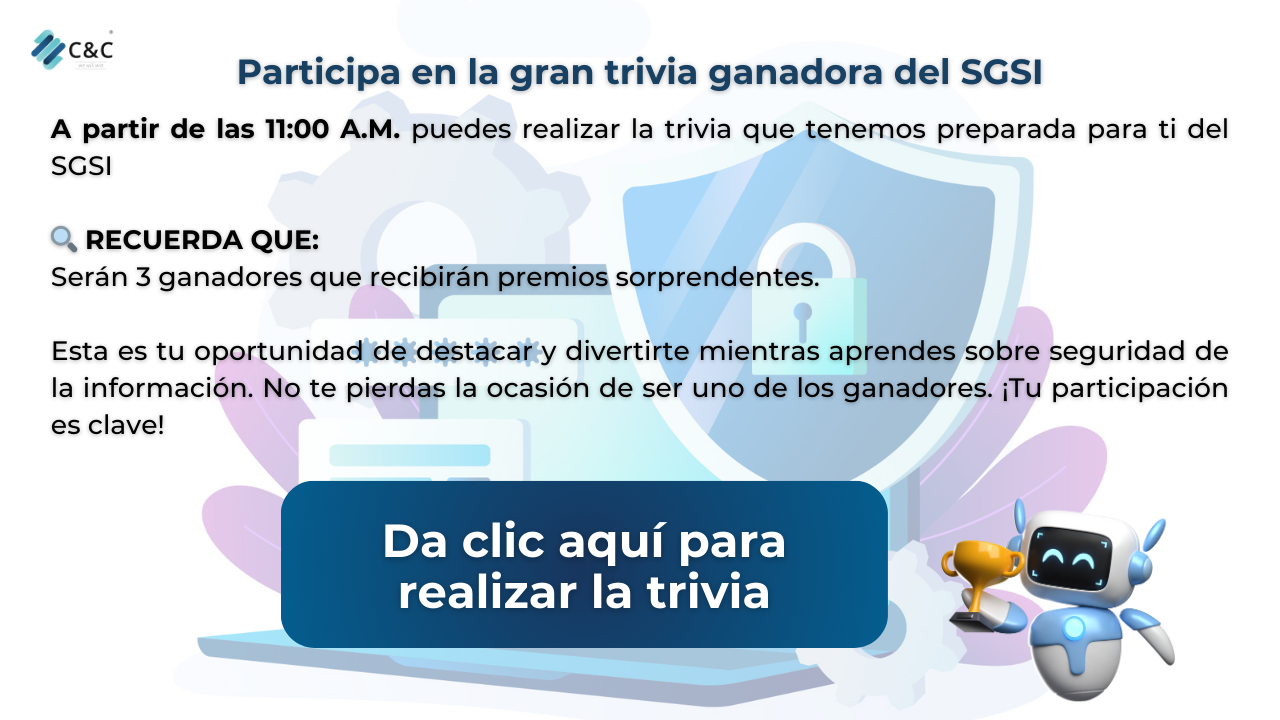 C&C
Participa en la gran trivia ganadora del SGSI
A partir de las 11:00 A.M. puedes realizar la trivia que tenemos preparada para ti del
SGSI
🔍 RECUERDA QUE:
Serán 3 ganadores que recibirán premios sorprendentes.
Esta es tu oportunidad de destacar y divertirte mientras aprendes sobre seguridad de
la información. No te pierdas la ocasión de ser uno de los ganadores. ¡Tu participación
es clave!
Da clic aquí para
realizar la trivia